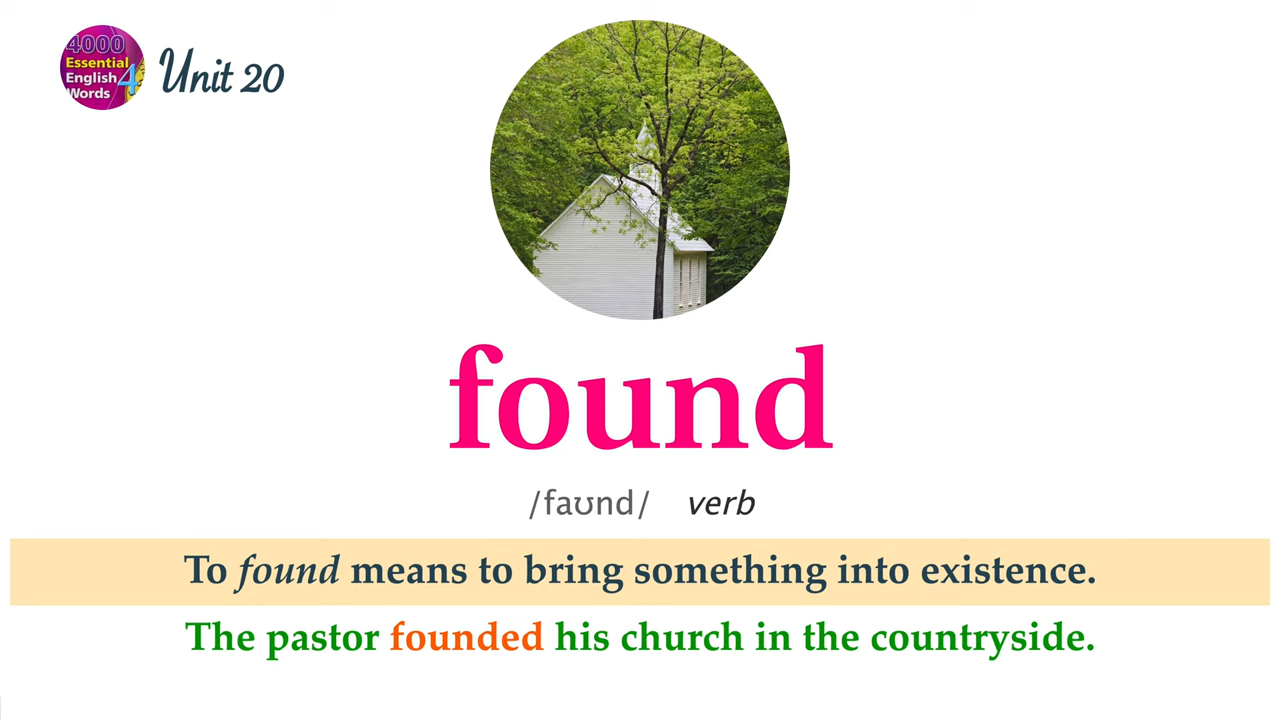 4000
Essential
English
Words 4
Unit 20
found
/faʊnd/ verb
To found means to bring something into existence.
The pastor founded his church in the countryside.